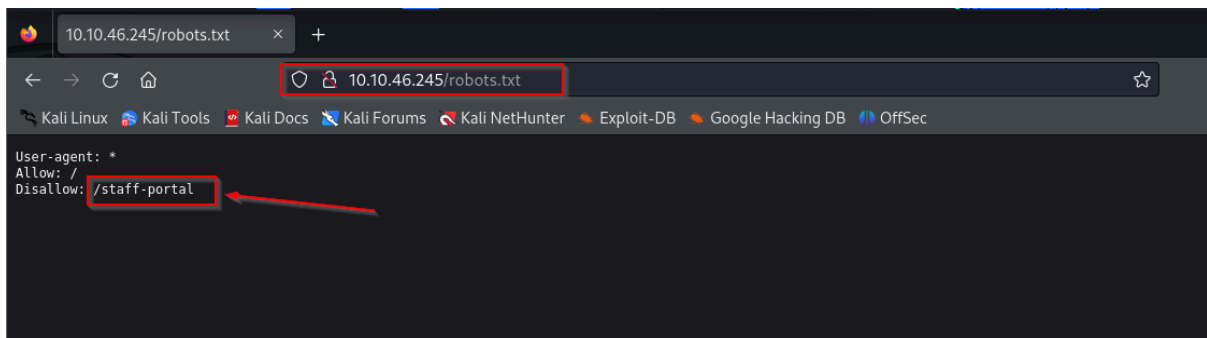 10.10.46.245/robots.txt
10.10.46.245/robots.txt
Kali Linux Kali Tools Kali Docs Kali Forums Kali NetHunter Exploit-DB Google Hacking DB OffSec
User-agent: *
Allow: /
Disallow: /staff-portal